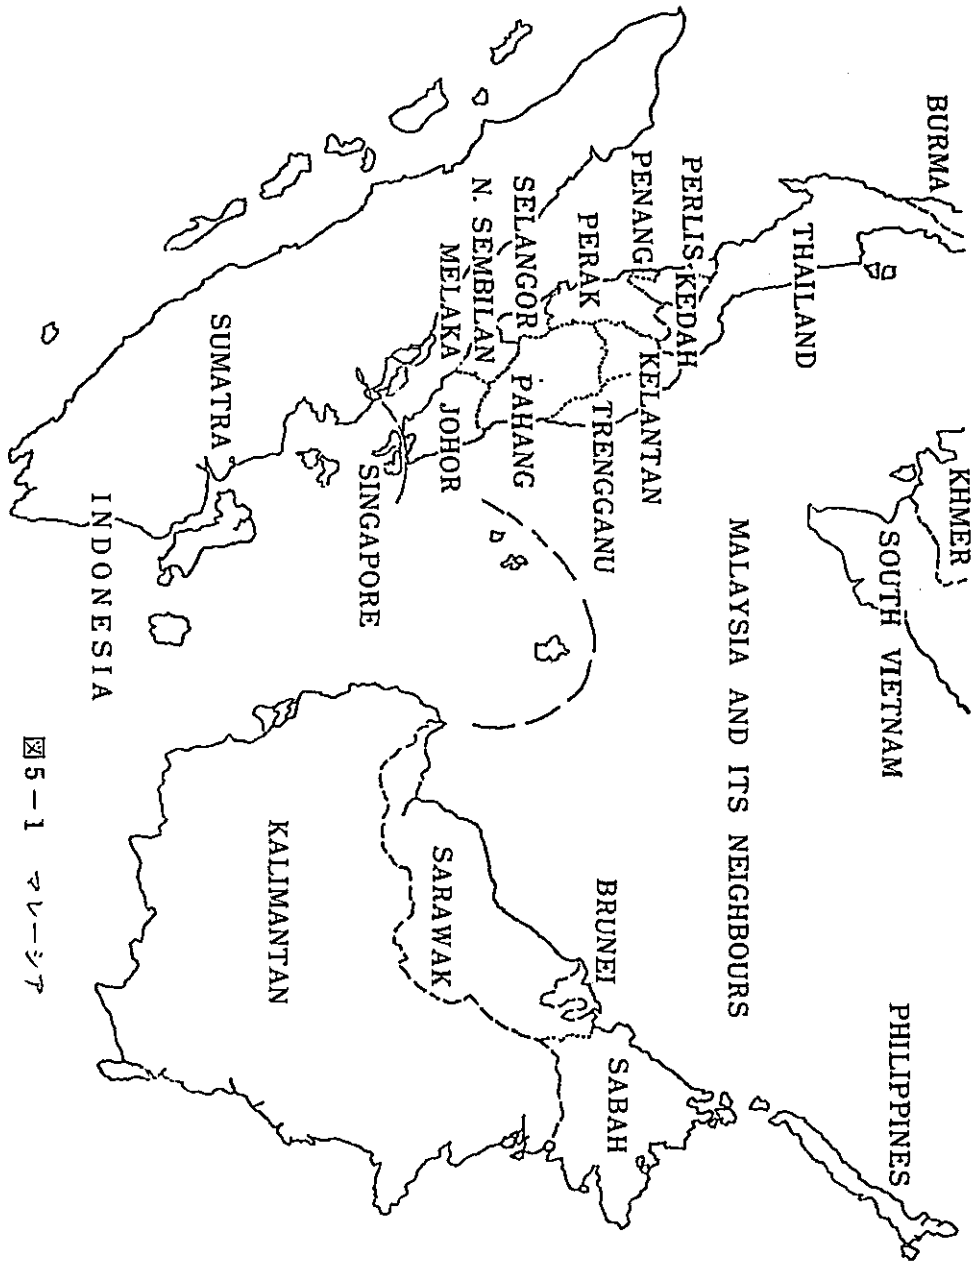 BURMA
THAILAND
KHMER
SOUTH VIETNAM
PHILIPPINES
MALAYSIA AND ITS NEIGHBOURS
PERLIS
KEDAH
PENANG
KELANTAN
PERAK
TRENGGANU
SELANGOR
PAHANG
N. SEMBILAN
MELAKA
JOHOR
SINGAPORE
BRUNEI
SABAH
SARAWAK
SUMATRA
KALIMANTAN
INDONESIA
図5-1 マレーシア